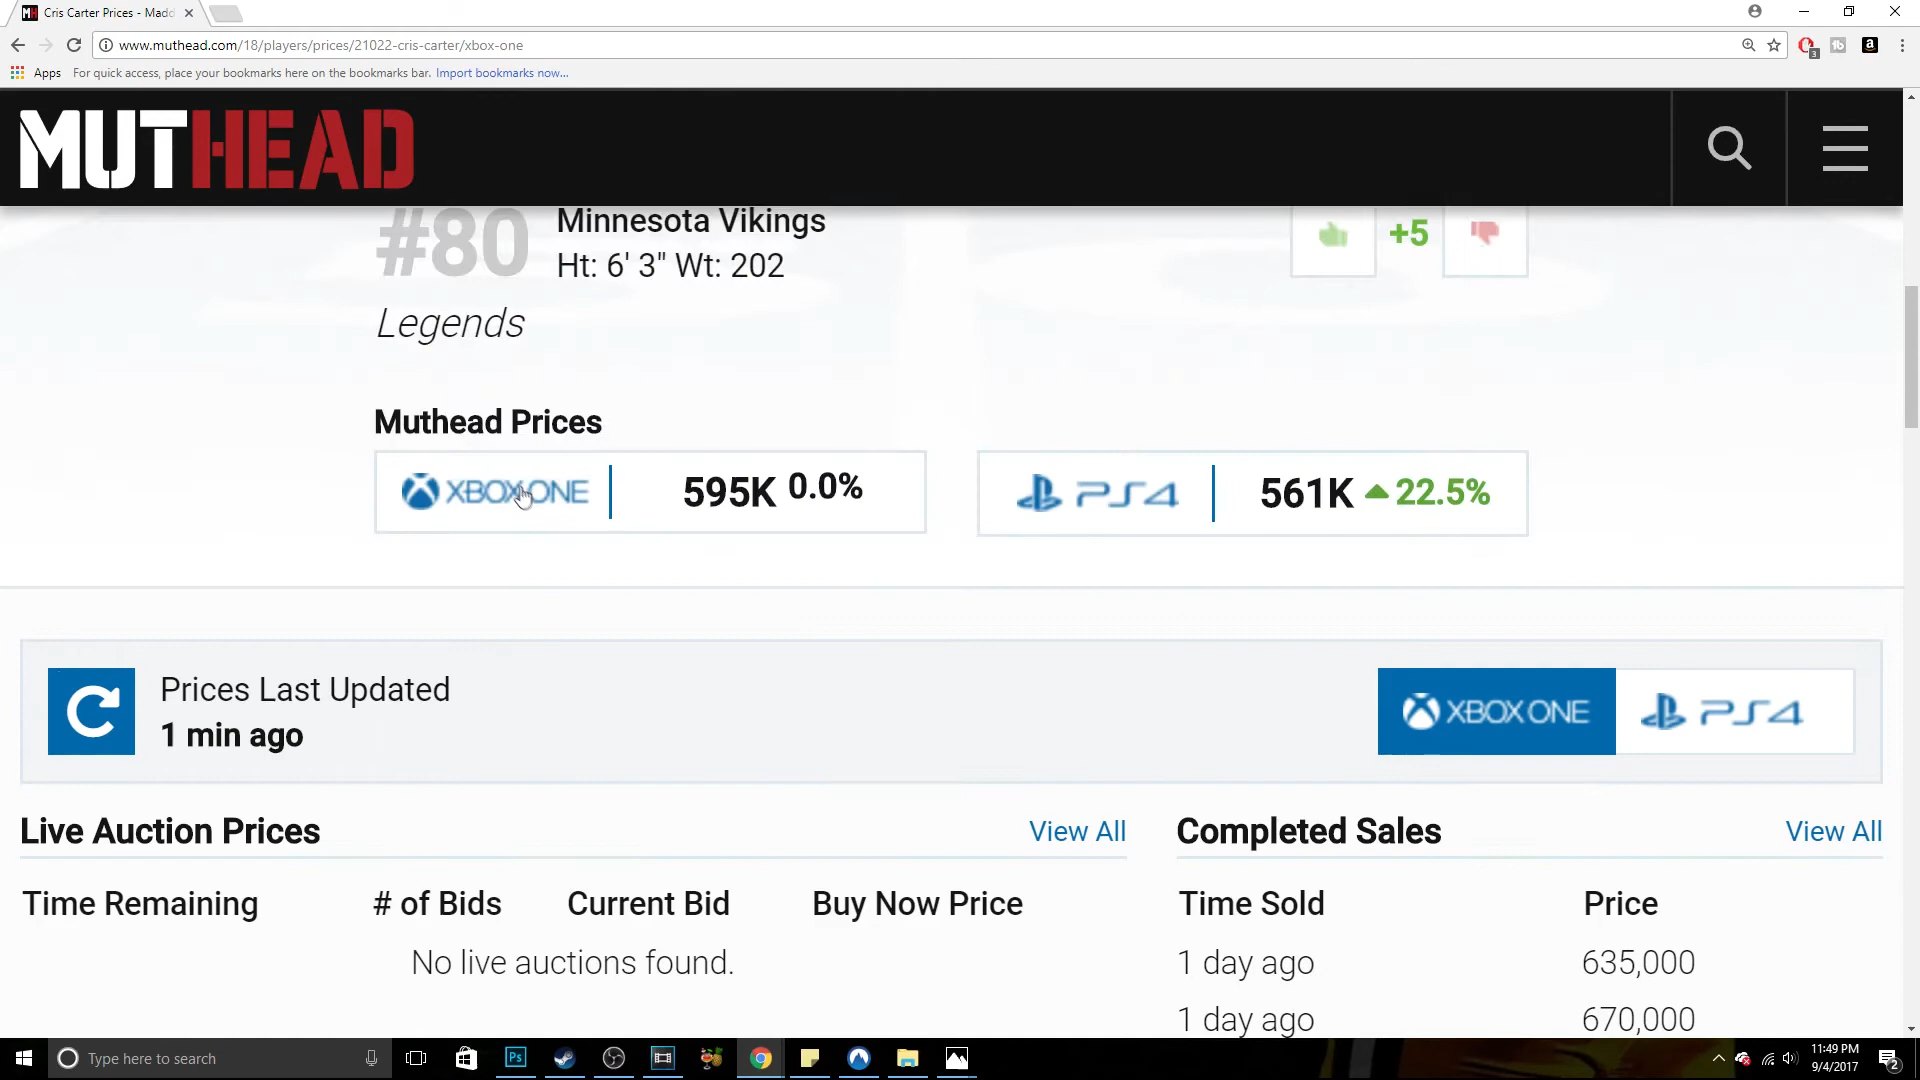 Cris Carter Prices - Madd
www.muthead.com/18/players/prices/21022-cris-carter/xbox-one
3
Apps For quick access, place your bookmarks here on the bookmarks bar. Import bookmarks now...
MUTHEAD
#80 Minnesota Vikings
Ht: 6' 3" Wt: 202
+5
Legends
Muthead Prices
XBOX ONE 595K 0.0%
PS4 561K 22.5%
Prices Last Updated
1 min ago
XBOX ONE PS4
Live Auction Prices View All
Time Remaining # of Bids Current Bid Buy Now Price
No live auctions found.
Completed Sales View All
Time Sold Price
1 day ago 635,000
1 day ago 670,000
Type here to search
Ps
11:49 PM
9/4/2017
2